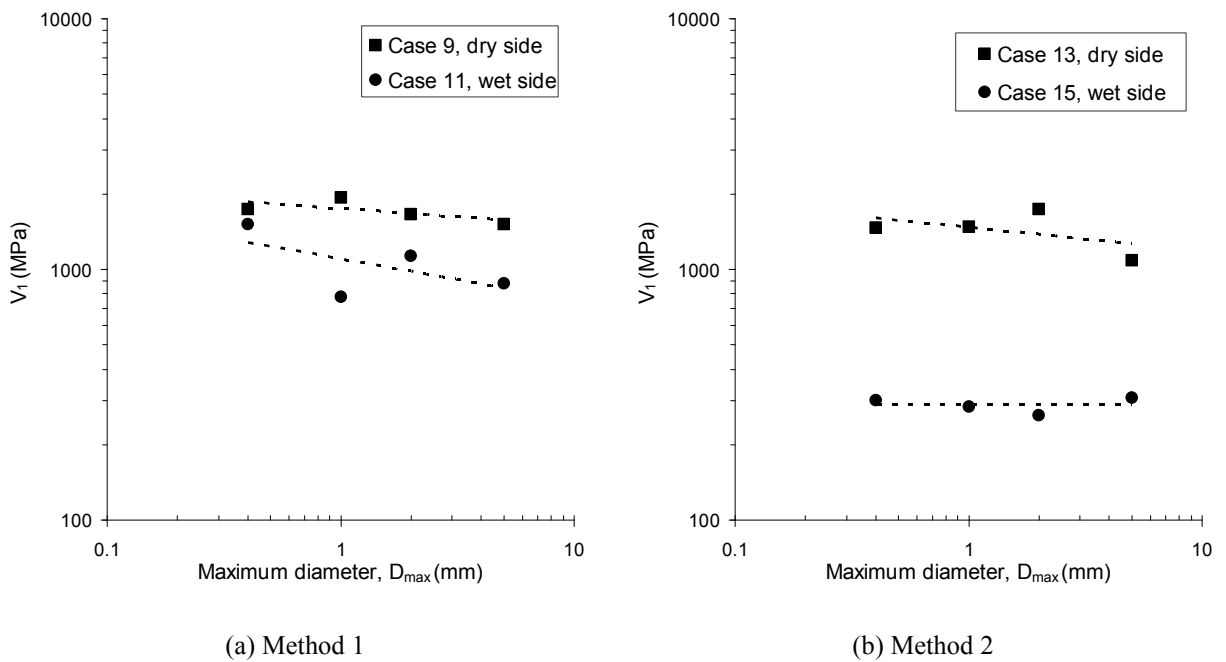 10000
1000
100
V1 (MPa)
Case 9, dry side
Case 11, wet side
0.1 1 10
Maximum diameter, Dmax (mm)
(a) Method 1
10000
1000
100
V1 (MPa)
Case 13, dry side
Case 15, wet side
0.1 1 10
Maximum diameter, Dmax (mm)
(b) Method 2